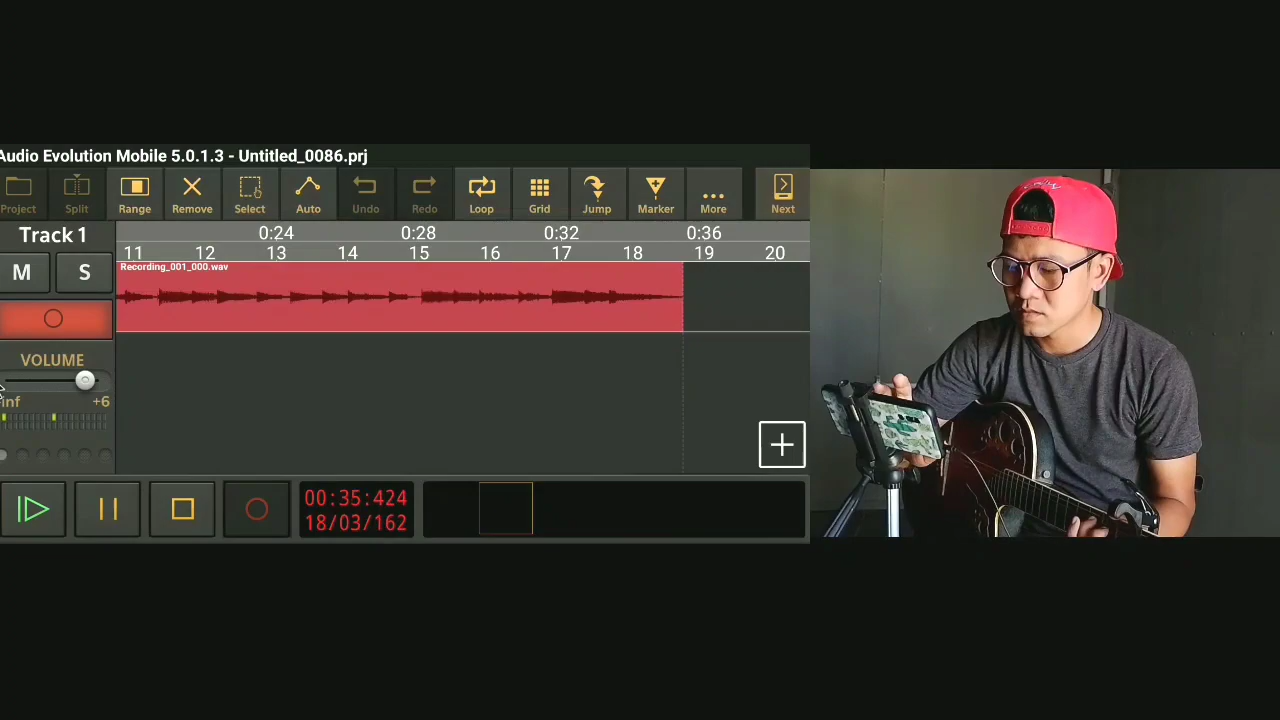 Audio Evolution Mobile 5.0.1.3 - Untitled_0086.prj
Project Split Range Remove Select Auto Undo Redo Loop Grid Jump Marker More Next
Track 1
0:24 0:28 0:32 0:36
11 12 13 14 15 16 17 18 19 20
M S
Recording_001_000.wav
VOLUME
inf +6
00:35:424
18/03/162